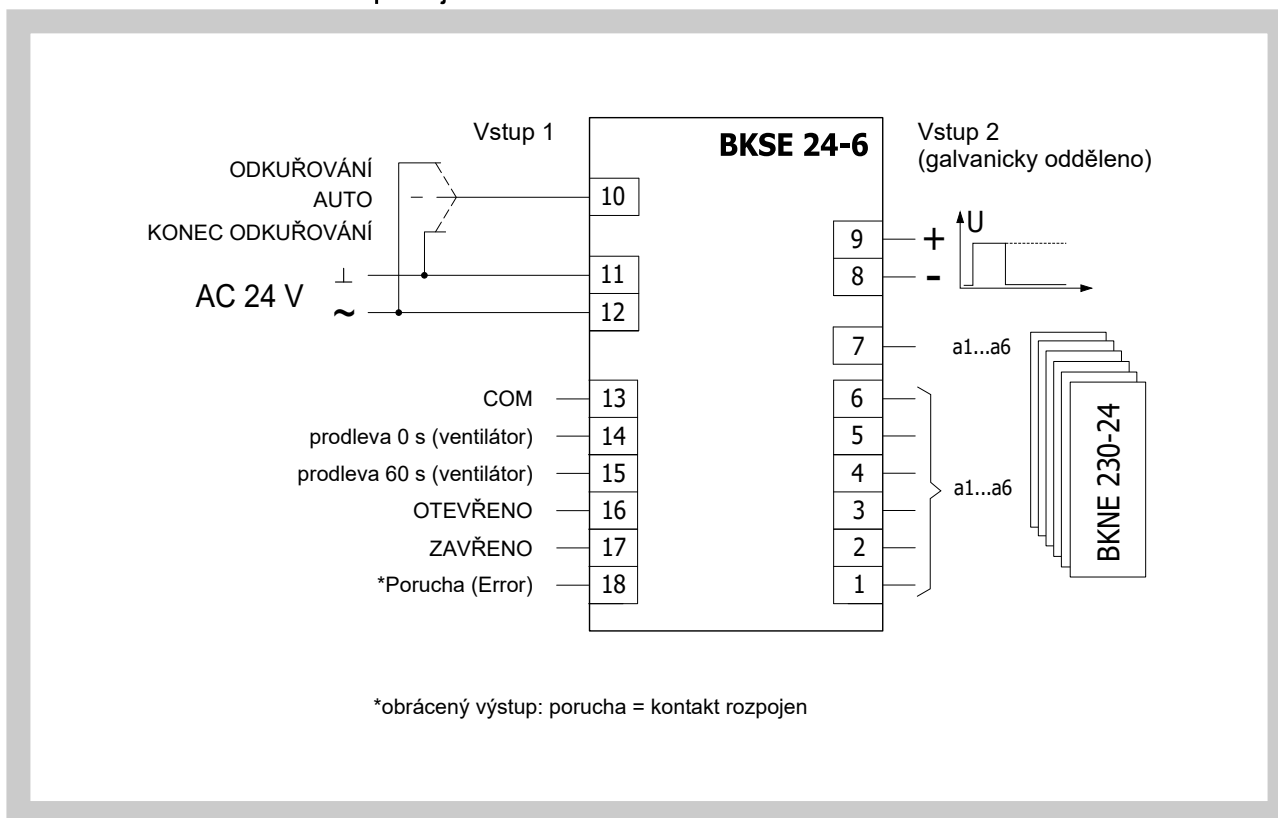 Vstup 1
BKSE 24-6
Vstup 2
(galvanicky odděleno)
ODKUŘOVÁNÍ
AUTO
KONEC ODKUŘOVÁNÍ
⊥
AC 24 V
~
10
11
12
9
+
U
8
-
7
a1...a6
COM
13
prodleva 0 s (ventilátor)
14
prodleva 60 s (ventilátor)
15
OTEVŘENO
16
ZAVŘENO
17
*Porucha (Error)
18
6
5
4
3
2
1
a1...a6
BKNE 230-24
*obrácený výstup: porucha = kontakt rozpojen